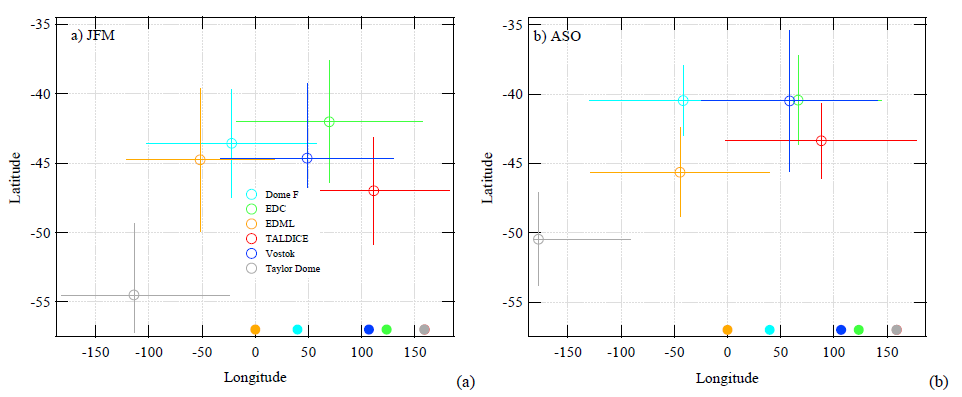 a) JFM
-35
-40
-45
-50
-55
Latitude
Dome F
EDC
EDML
TALDICE
Vostok
Taylor Dome
-150 -100 -50 0 50 100 150
Longitude
(a)
b) ASO
-35
-40
-45
-50
-55
Latitude
-150 -100 -50 0 50 100 150
Longitude
(b)